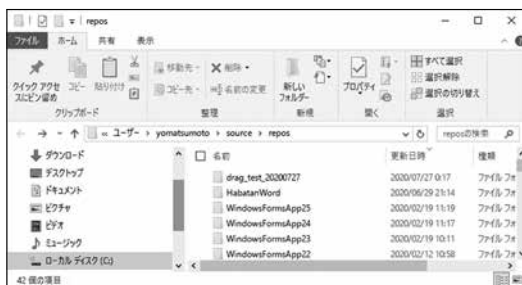 repos
ファイル ホーム 共有 表示
クイック アクセスにピン留め コピー 貼り付け 移動先 削除 コピー先 名前の変更 新しいフォルダー プロパティ すべて選択 選択解除 選択の切り替え
クリップボード 整理 新規 開く 選択
« ユーザー › yomatsumoto › source › repos reposの検索
ダウンロード
デスクトップ
ドキュメント
ピクチャ
ビデオ
ミュージック
ローカル ディスク (C:)
名前 更新日時 種類
drag_test_20200727 2020/07/27 0:17 ファイル フォ
HabatanWord 2020/06/29 21:14 ファイル フォ
WindowsFormsApp25 2020/02/19 11:19 ファイル フォ
WindowsFormsApp24 2020/02/19 11:17 ファイル フォ
WindowsFormsApp23 2020/02/19 10:11 ファイル フォ
WindowsFormsApp22 2020/02/12 10:58 ファイル フォ
42 個の項目